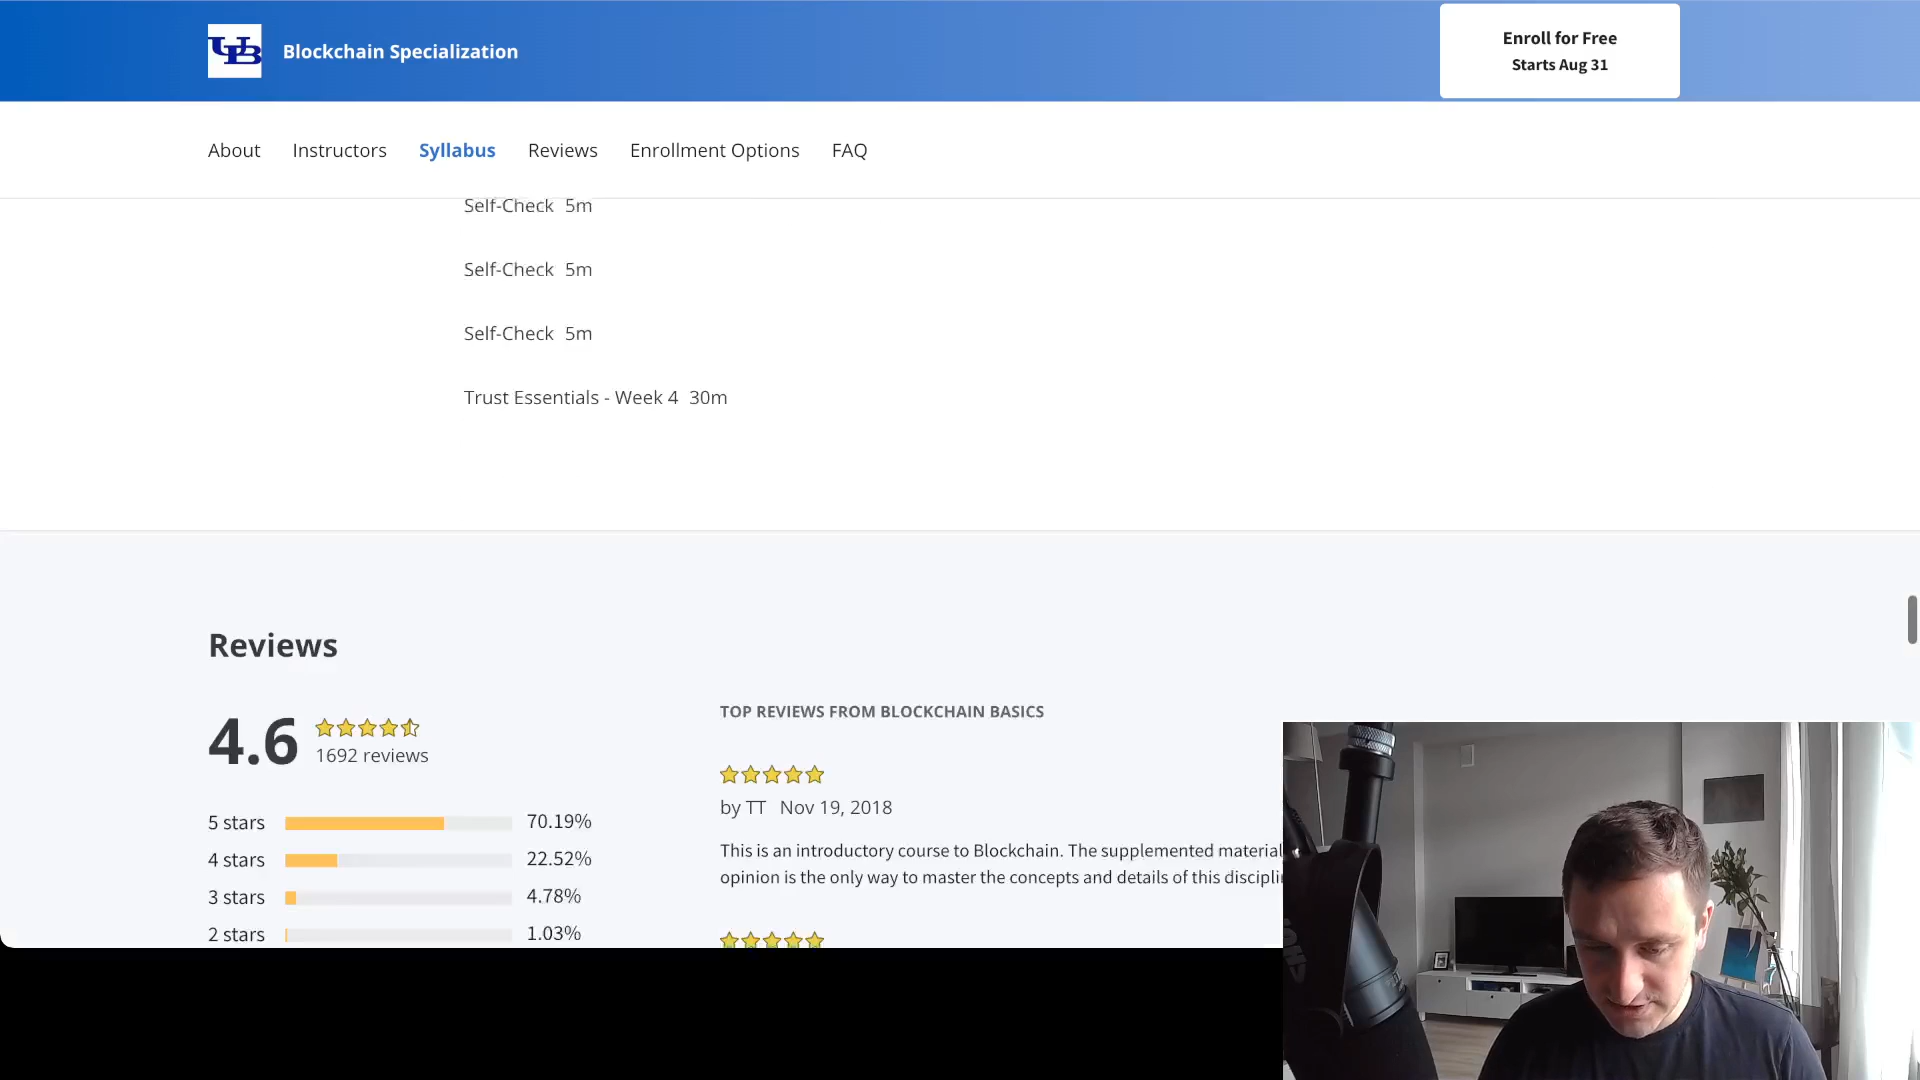 UB
Blockchain Specialization
Enroll for Free
Starts Aug 31
About Instructors Syllabus Reviews Enrollment Options FAQ
Self-Check 5m
Self-Check 5m
Self-Check 5m
Trust Essentials - Week 4 30m
Reviews
4.6
1692 reviews
5 stars 70.19%
4 stars 22.52%
3 stars 4.78%
2 stars 1.03%
TOP REVIEWS FROM BLOCKCHAIN BASICS
by TT Nov 19, 2018
This is an introductory course to Blockchain. The supplemented material
opinion is the only way to master the concepts and details of this